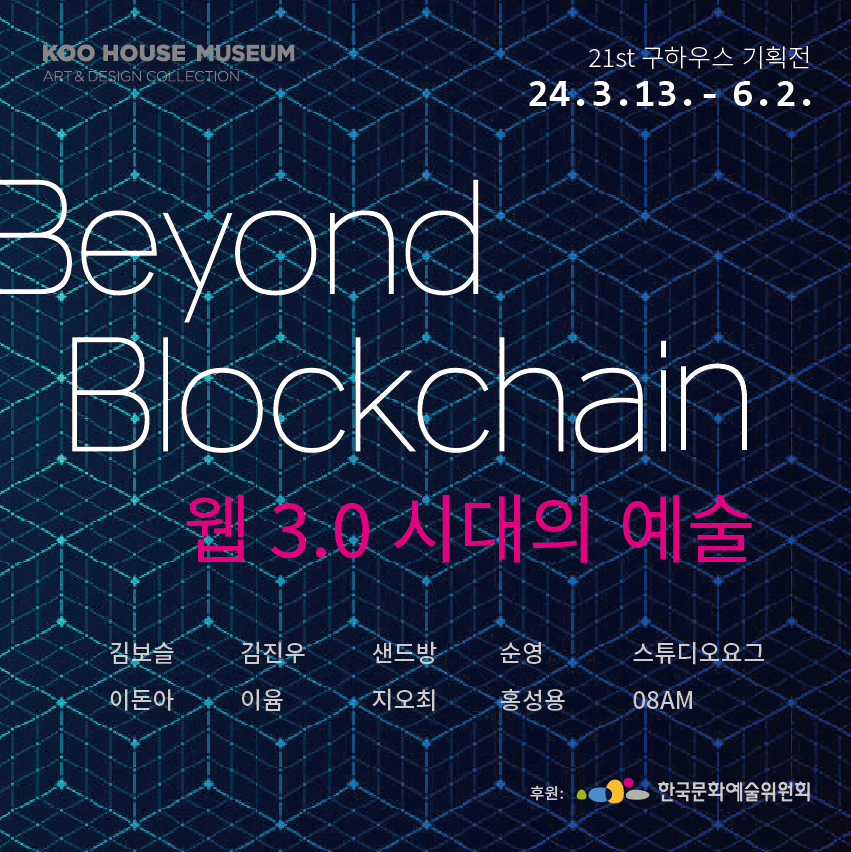 KOO HOUSE MUSEUM
ART & DESIGN COLLECTION
21st 구하우스 기획전
24.3.13.- 6.2.
Beyond
Blockchain
웹 3.0 시대의 예술
김보슬 김진우 샌드방 순영 스튜디오요그
이돈아 이윰 지오최 홍성용 08AM
후원: 한국문화예술위원회